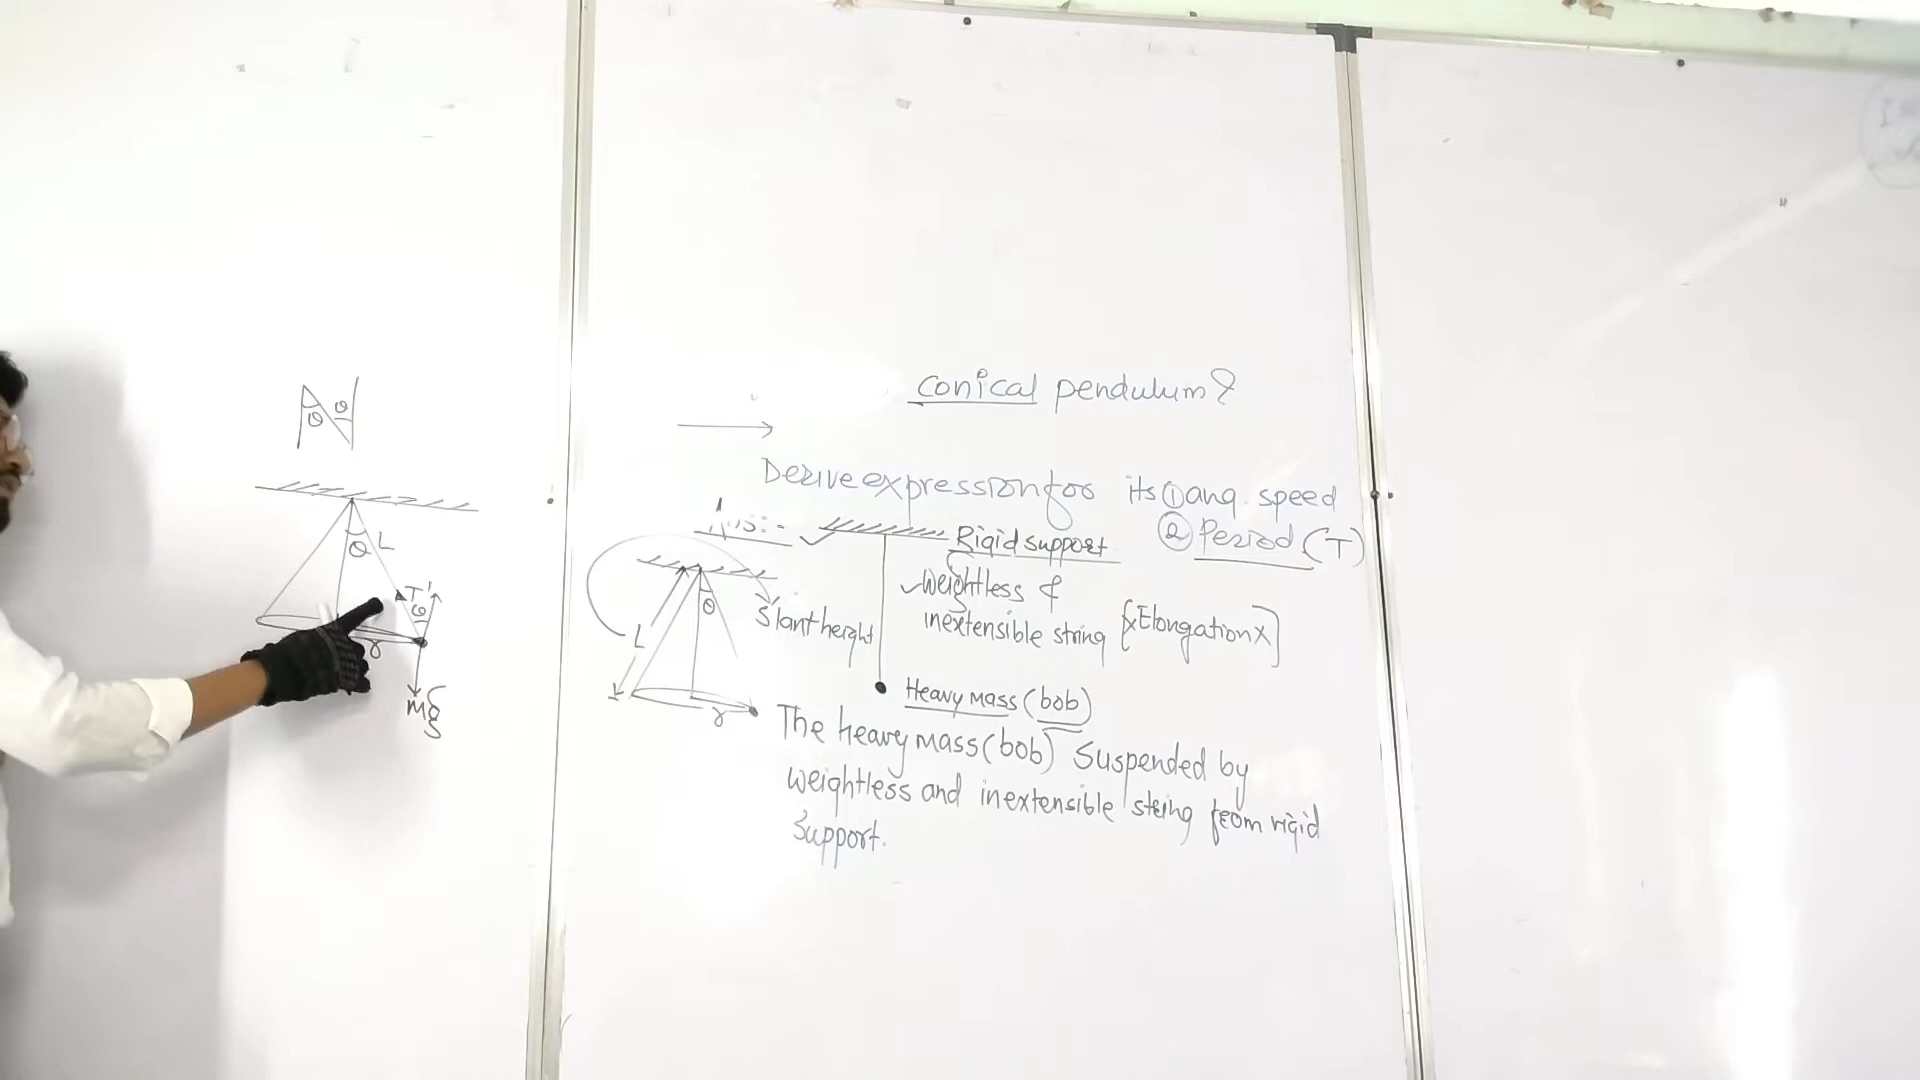 conical pendulum?
Derive expression for its ① ang. speed
② Period (T)
Ans:-
Rigid support
weightless &
inextensible string {x Elongation x}
Heavy mass (bob)
θ
Slant height
L
r
The heavy mass (bob) Suspended by
weightless and inextensible string from rigid
Support.
θ θ
θ L
T'
θ
r
mg